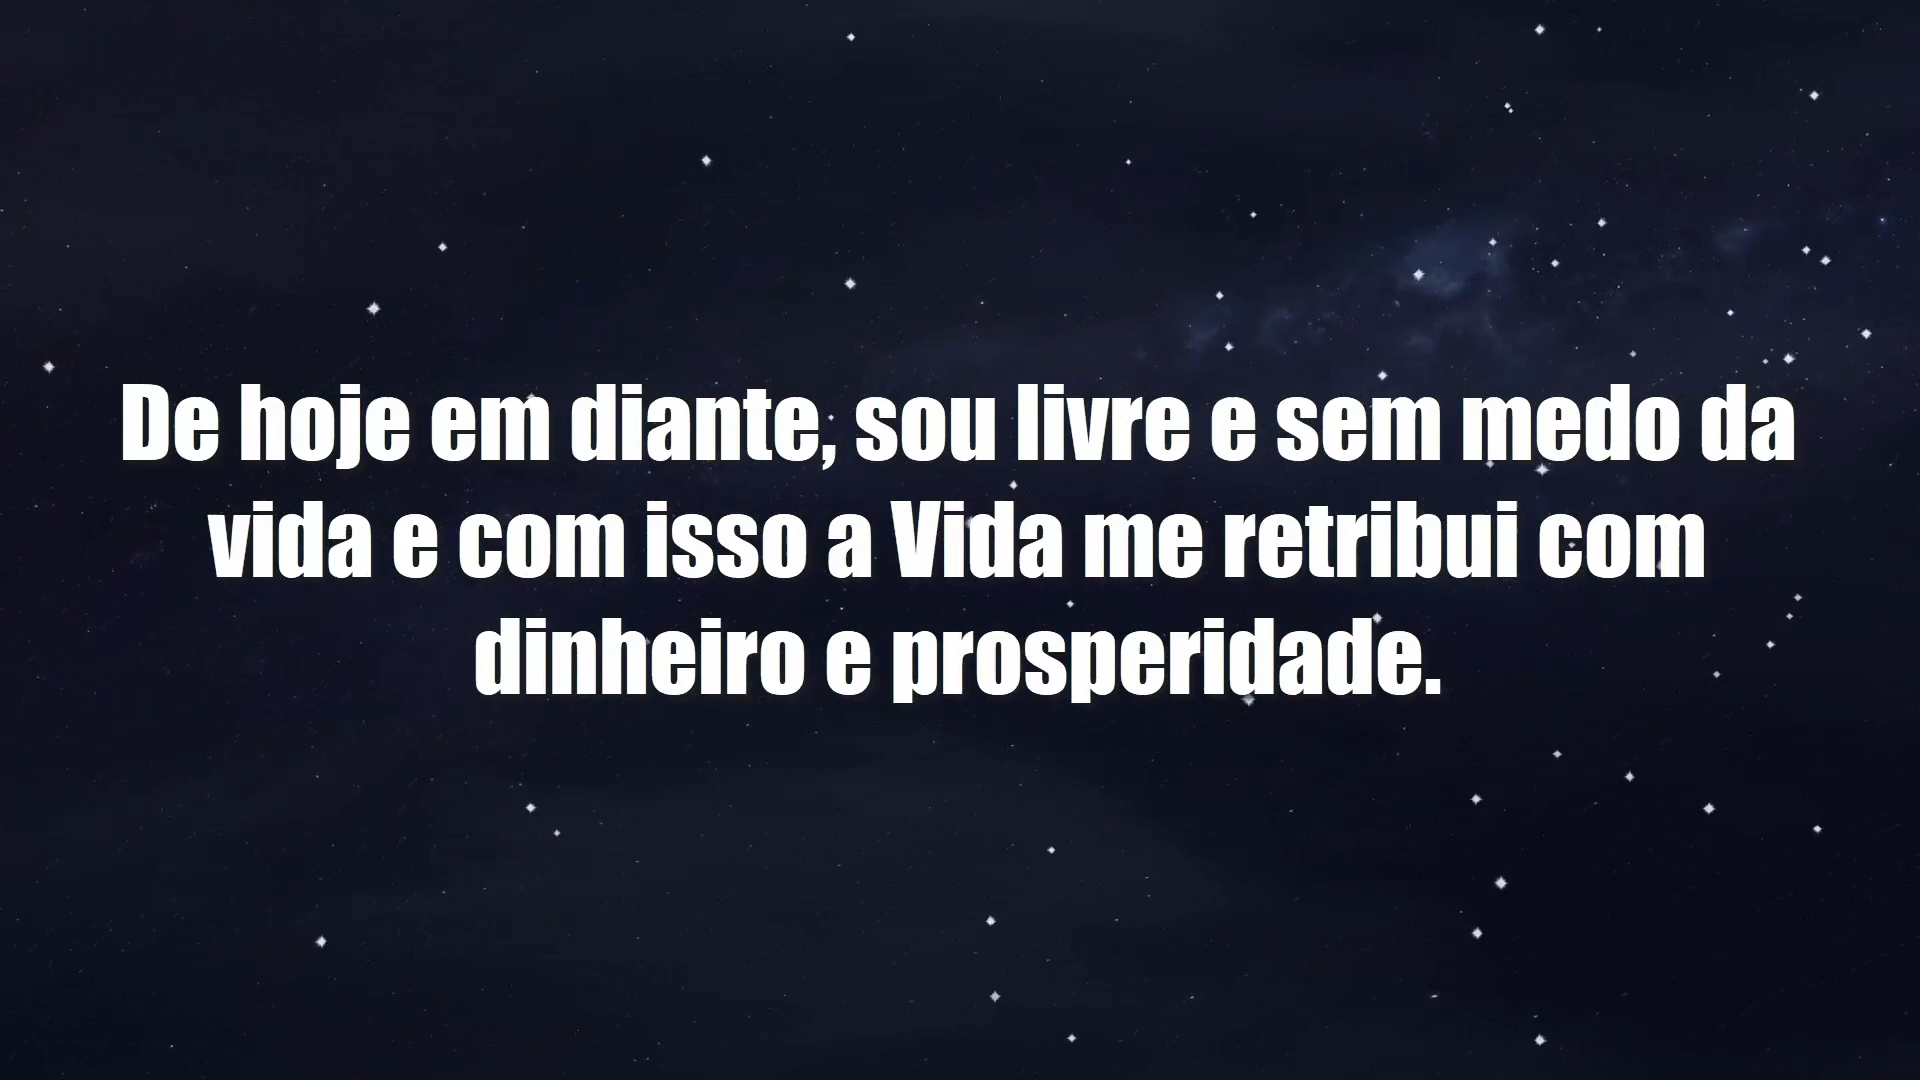 De hoje em diante, sou livre e sem medo da
vida e com isso a Vida me retribui com
dinheiro e prosperidade.